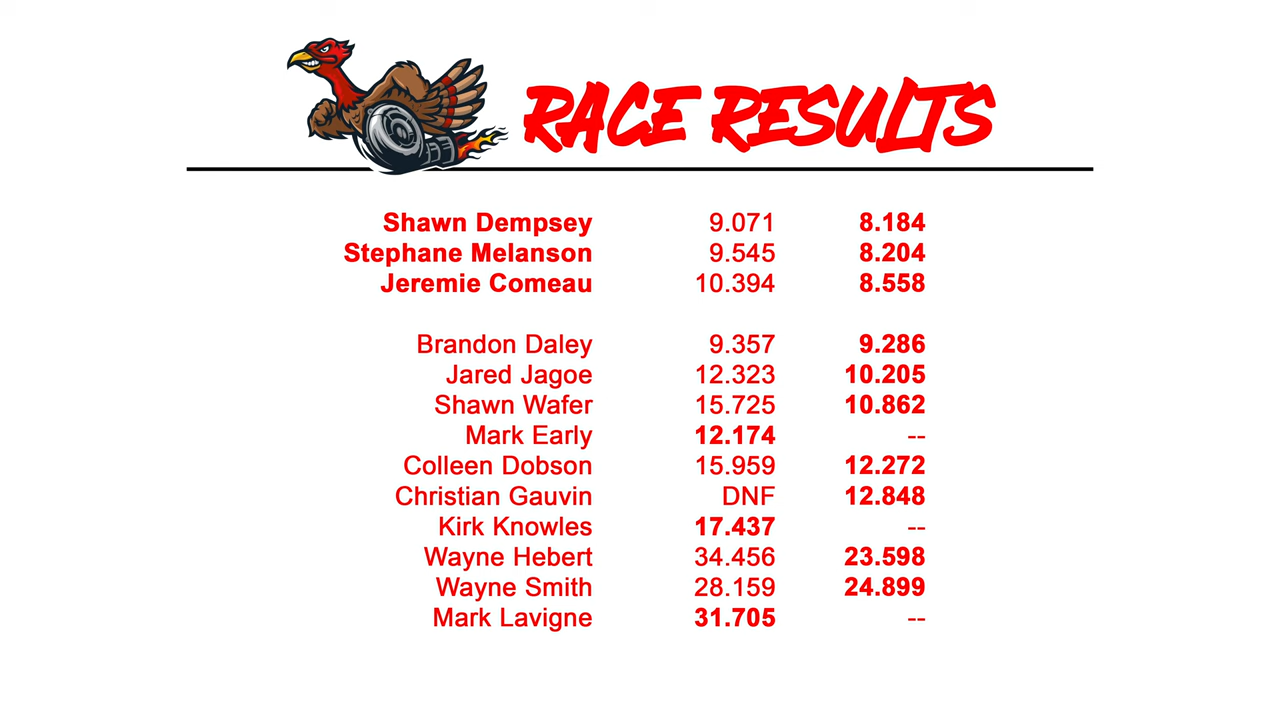 RACE RESULTS
Shawn Dempsey 9.071 8.184
Stephane Melanson 9.545 8.204
Jeremie Comeau 10.394 8.558
Brandon Daley 9.357 9.286
Jared Jagoe 12.323 10.205
Shawn Wafer 15.725 10.862
Mark Early 12.174 --
Colleen Dobson 15.959 12.272
Christian Gauvin DNF 12.848
Kirk Knowles 17.437 --
Wayne Hebert 34.456 23.598
Wayne Smith 28.159 24.899
Mark Lavigne 31.705 --